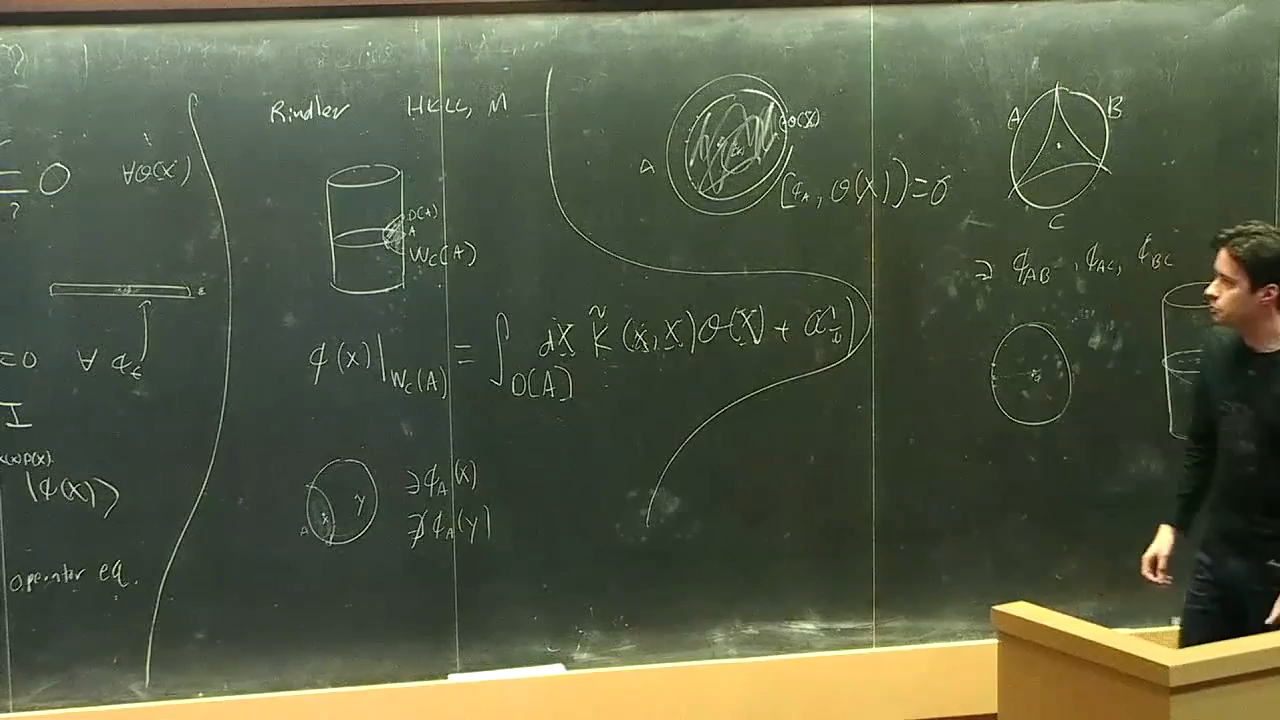 = 0 ∀O(X)
?
ε
=0 ∀ ϕ_ε
I
|ϕ(X)⟩
operator eq.
Rindler HKLL, M
D(A)
A
W_C(A)
ϕ(x)|_{W_C(A)} = ∫_{D(A)} dX K̃(x,X) O(X) +
A
x
y
∃ϕ_A(x)
∄ϕ_A(y)
A
O(X)
[ϕ_A, O(X)] = 0
A
B
C
∃ ϕ_AB, ϕ_AC, ϕ_BC